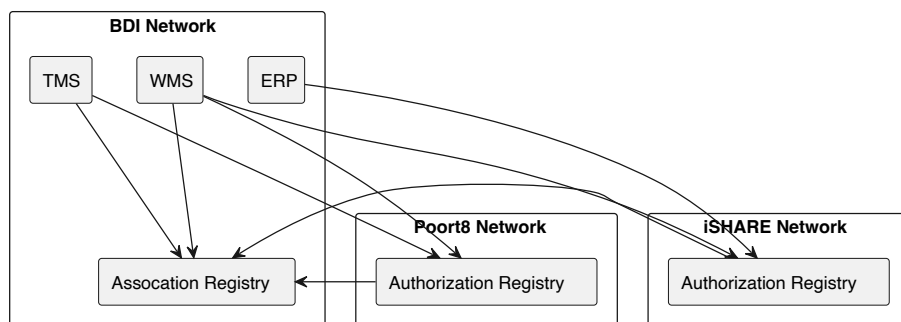 BDI Network
TMS
WMS
ERP
Poort8 Network
iSHARE Network
Assocation Registry
Authorization Registry
Authorization Registry